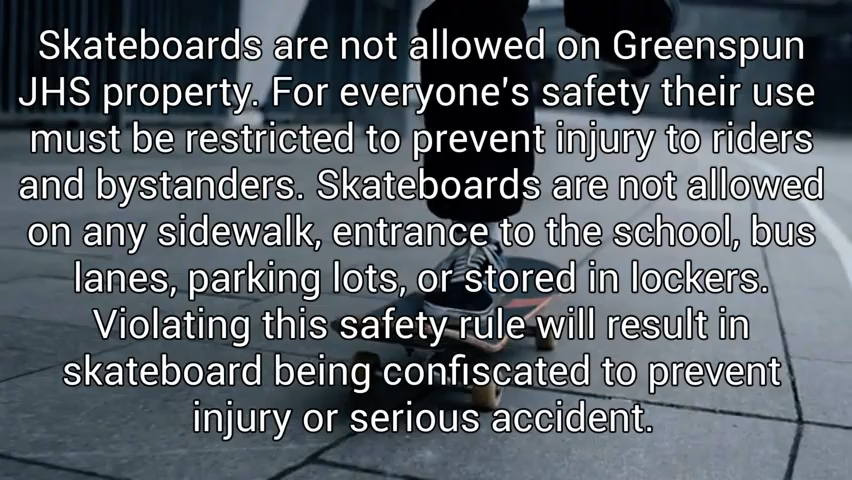 Skateboards are not allowed on Greenspun
JHS property. For everyone's safety their use
must be restricted to prevent injury to riders
and bystanders. Skateboards are not allowed
on any sidewalk, entrance to the school, bus
lanes, parking lots, or stored in lockers.
Violating this safety rule will result in
skateboard being confiscated to prevent
injury or serious accident.